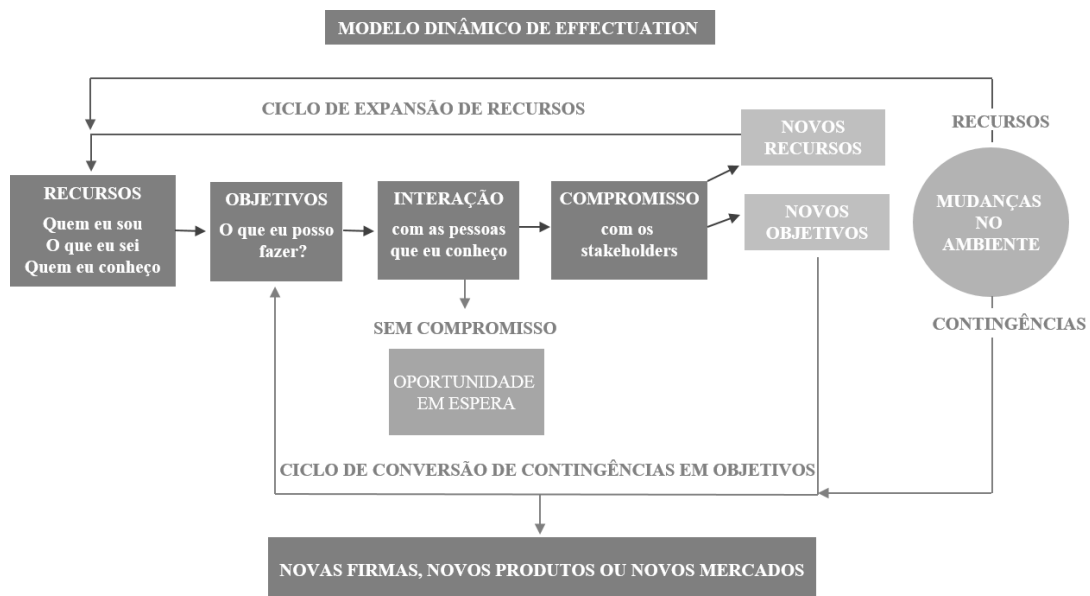 MODELO DINÂMICO DE EFFECTUATION
CICLO DE EXPANSÃO DE RECURSOS
NOVOS
RECURSOS
RECURSOS
RECURSOS
Quem eu sou
O que eu sei
Quem eu conheço
OBJETIVOS
O que eu posso
fazer?
INTERAÇÃO
com as pessoas
que eu conheço
COMPROMISSO
com os
stakeholders
NOVOS
OBJETIVOS
MUDANÇAS
NO
AMBIENTE
SEM COMPROMISSO
CONTINGÊNCIAS
OPORTUNIDADE
EM ESPERA
CICLO DE CONVERSÃO DE CONTINGÊNCIAS EM OBJETIVOS
NOVAS FIRMAS, NOVOS PRODUTOS OU NOVOS MERCADOS